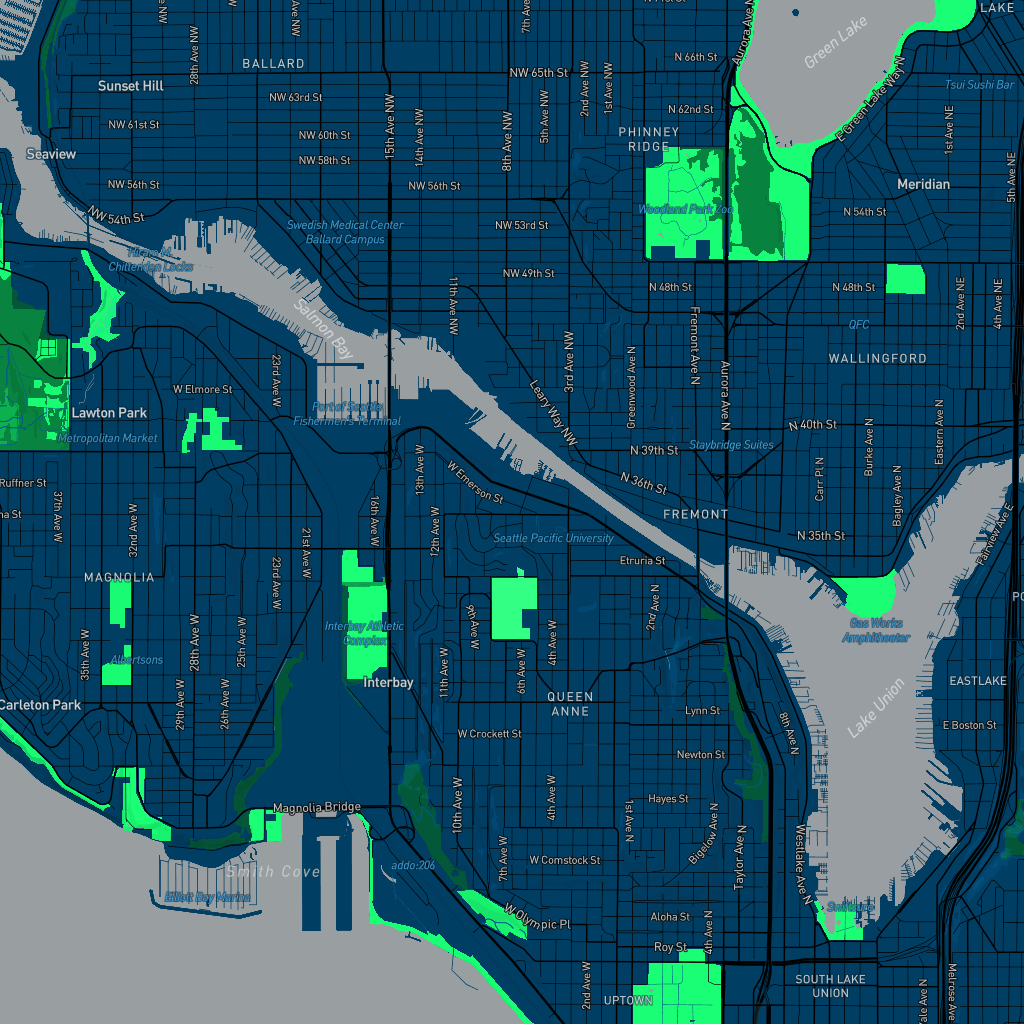 LAKE
Green Lake
Aurora Ave N
28th Ave NW
7th Ave NW
BALLARD
N 66th St
Sunset Hill
NW 65th St
2nd Ave NW
1st Ave NW
Tsui Sushi Bar
E Green Lake Way N
NW 63rd St
N 62nd St
NW 61st St
15th Ave NW
14th Ave NW
8th Ave NW
5th Ave NW
NW 60th St
PHINNEY
RIDGE
1st Ave NE
Seaview
NW 58th St
5th Ave NE
NW 56th St
NW 56th St
Meridian
NW 54th St
Woodland Park Zoo
N 54th St
Swedish Medical Center
Ballard Campus
NW 53rd St
Hiram M.
Chittenden Locks
NW 49th St
N 48th St
N 48th St
11th Ave NW
2nd Ave NE
4th Ave NE
Salmon Bay
Fremont Ave N
QFC
3rd Ave NW
Greenwood Ave N
WALLINGFORD
23rd Ave W
Aurora Ave N
W Elmore St
Leary Way NW
Lawton Park
Port of Seattle
Fishermen's Terminal
Eastern Ave N
Burke Ave N
N 40th St
Metropolitan Market
Staybridge Suites
N 39th St
13th Ave W
W Emerson St
N 36th St
Carr Pl N
Bagley Ave N
Ruffner St
37th Ave W
32nd Ave W
16th Ave W
12th Ave W
FREMONT
Fairview Ave E
21st Ave W
Seattle Pacific University
N 35th St
Etruria St
MAGNOLIA
23rd Ave W
9th Ave W
2nd Ave N
Interbay Athletic
Complex
Gas Works
Amphitheater
35th Ave W
28th Ave W
25th Ave W
4th Ave W
Albertsons
11th Ave W
6th Ave W
Interbay
EASTLAKE
Carleton Park
29th Ave W
26th Ave W
QUEEN
ANNE
Lynn St
Lake Union
8th Ave N
E Boston St
W Crockett St
Newton St
Magnolia Bridge
10th Ave W
4th Ave W
Hayes St
1st Ave N
Bigelow Ave N
Taylor Ave N
Westlake Ave N
Smith Cove
addo:206
7th Ave W
W Comstock St
Elliott Bay Marina
W Olympic Pl
Aloha St
4th Ave N
Roy St
2nd Ave W
UPTOWN
SOUTH LAKE
UNION
Melrose Ave